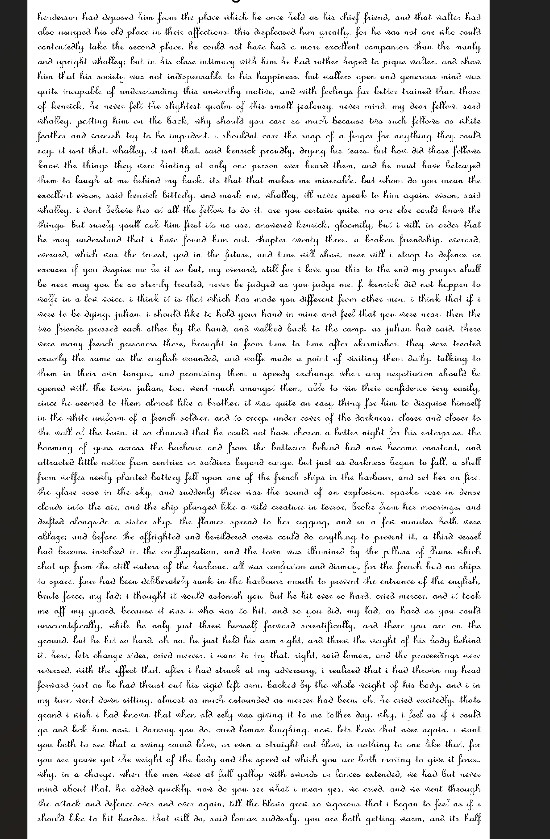 henderson had deposed him from the place which he once held as his chief friend, and that walter had
also usurped his old place in their affections. this displeased him greatly, for he was not one who could
contentedly take the second place. he could not have had a more excellent companion than the manly
and upright whalley; but in his close intimacy with him he had rather hoped to pique walter, and show
him that his society was not indispensable to his happiness. but walters open and generous mind was
quite incapable of understanding this unworthy motive, and with feelings far better trained than those
of kenrick, he never felt the slightest qualm of this small jealousy. never mind, my dear fellow, said
whalley, patting him on the back, why should you care so much because two such fellows as white
feather and cornish try to be impudent. i shouldnt care the snap of a finger for anything they could
say. it isnt that, whalley, it isnt that, said kenrick proudly, drying his tears. but how did those fellows
know the things they were hinting at only one person ever heard them, and he must have betrayed
them to laugh at me behind my back. its that that makes me miserable. but whom do you mean the
excellent evson, said kenrick bitterly. and mark me, whalley, ill never speak to him again. evson, said
whalley, i dont believe hes at all the fellow to do it. are you certain quite. no one else could know the
things. but surely youll ask him first its no use, answered kenrick, gloomily, but i will, in order that
he may understand that i have found him out. chapter twenty three. a broken friendship. everard,
everard, which was the truest, god in the future, and time will show. now will i stoop to defence or
excuses if you despise me be it so but, my everard, still for i love you this to the end my prayer shall
be near may you be so sternly treated, never be judged as you judge me. f. kenrick did not happen to
wolfe in a low voice. i think it is that which has made you different from other men. i think that if i
were to be dying, julian, i should like to hold your hand in mine and feel that you were near. then the
two friends pressed each other by the hand, and walked back to the camp. as julian had said, there
were many french prisoners there, brought in from time to time after skirmishes. they were treated
exactly the same as the english wounded, and wolfe made a point of visiting them daily, talking to
them in their own tongue, and promising them a speedy exchange when any negotiation should be
opened with the town. julian, too, went much amongst them, able to win their confidence very easily,
since he seemed to them almost like a brother. it was quite an easy thing for him to disguise himself
in the white uniform of a french soldier, and to creep, under cover of the darkness, closer and closer to
the wall of the town. it so chanced that he could not have chosen a better night for his enterprise. the
booming of guns across the harbour and from the batteries behind had now become constant, and
attracted little notice from sentries or soldiers beyond range. but just as darkness began to fall, a shell
from wolfes newly planted battery fell upon one of the french ships in the harbour, and set her on fire.
the glare rose in the sky, and suddenly there was the sound of an explosion. sparks rose in dense
clouds into the air, and the ship plunged like a wild creature in terror, broke from her moorings, and
drifted alongside a sister ship. the flames spread to her rigging, and in a few minutes both were
ablaze; and before the affrighted and bewildered crews could do anything to prevent it, a third vessel
had become involved in the conflagration, and the town was illumined by the pillars of flame which
shot up from the still waters of the harbour. all was confusion and dismay, for the french had no ships
to spare. four had been deliberately sunk in the harbours mouth to prevent the entrance of the english,
brute force, my lad; i thought it would astonish you. but he hit ever so hard, cried mercer, and it took
me off my guard, because it was i who was to hit. and so you did, my lad, as hard as you could
unscientifically, while he only just threw himself forward scientifically, and there you are on the
ground. but he hit so hard. oh no, he just held his arm right, and threw the weight of his body behind
it. here, lets change sides, cried mercer. i want to try that. right, said lomax, and the proceedings were
reversed, with the effect that, after i had struck at my adversary, i realised that i had thrown my head
forward just as he had thrust out his rigid left arm, backed by the whole weight of his body, and i in
my turn went down sitting, almost as much astounded as mercer had been. oh, he cried excitedly, thats
grand i wish i had known that when old eely was giving it to me tother day. why, i feel as if i could
go and lick him now. i daresay you do, cried lomax laughing. now, lets have that over again. i want
you both to see that a swing round blow, or even a straight out blow, is nothing to one like that, for
you see youve got the weight of the body and the speed at which you are both moving to give it force.
why, in a charge, when the men were at full gallop with swords or lances extended, we had but never
mind about that, he added quickly. now do you see what i mean yes, we cried, and we went through
the attack and defence over and over again, till the blows grew so vigorous that i began to feel as if i
should like to hit harder. that will do, said lomax suddenly. you are both getting warm, and its half